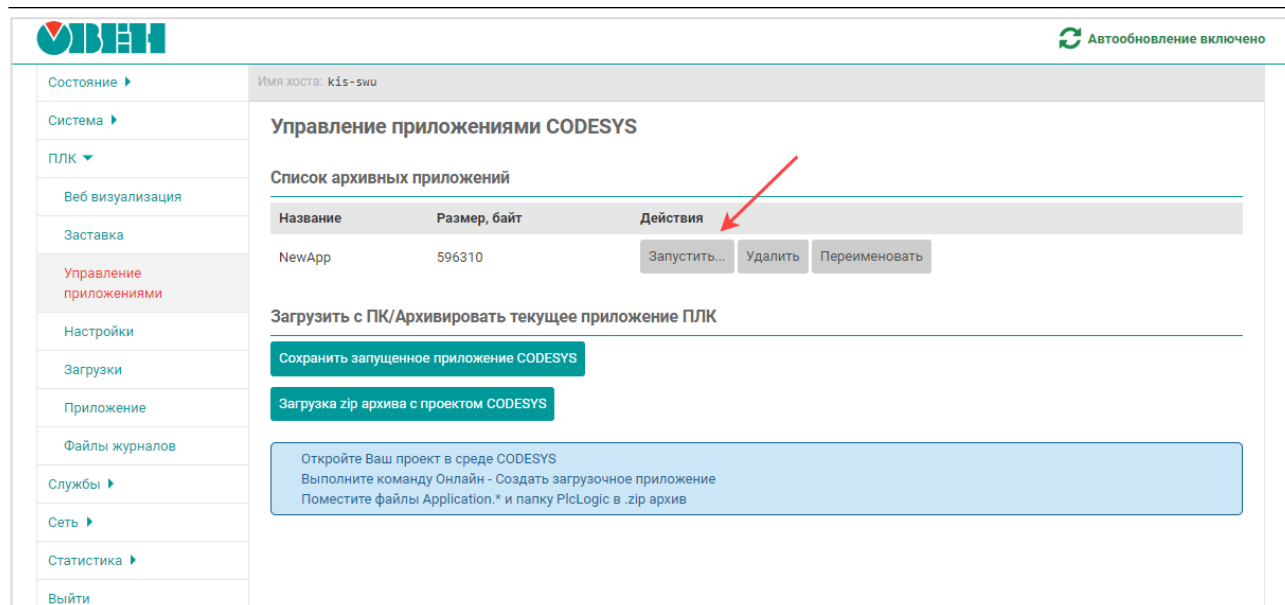 ОВЕН
Автообновление включено
Состояние
Имя хоста: kis-swu
Система
Управление приложениями CODESYS
ПЛК
Список архивных приложений
Веб визуализация
Название Размер, байт Действия
Заставка
NewApp 596310 Запустить... Удалить Переименовать
Управление
приложениями
Загрузить с ПК/Архивировать текущее приложение ПЛК
Настройки
Сохранить запущенное приложение CODESYS
Загрузки
Загрузка zip архива с проектом CODESYS
Приложение
Файлы журналов
Откройте Ваш проект в среде CODESYS
Выполните команду Онлайн - Создать загрузочное приложение
Поместите файлы Application.* и папку PlcLogic в .zip архив
Службы
Сеть
Статистика
Выйти